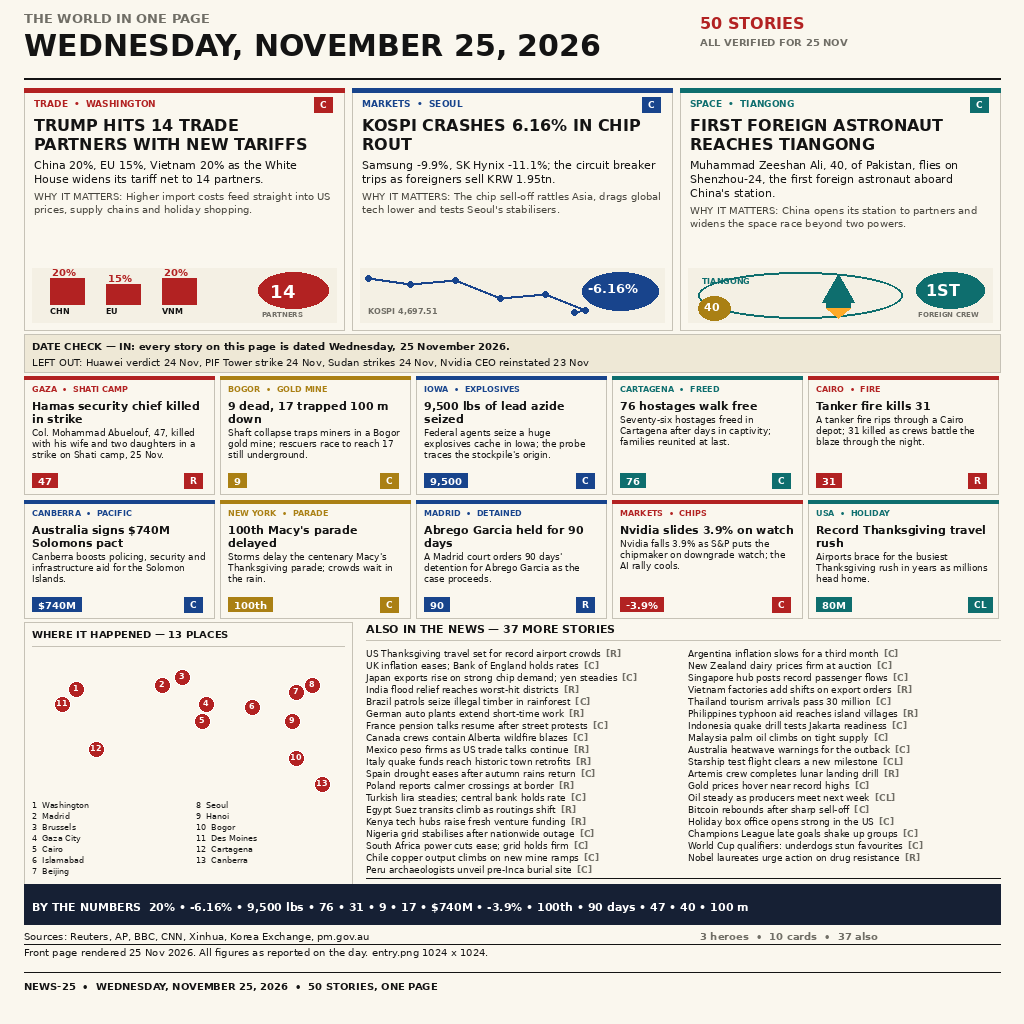 THE WORLD IN ONE PAGE
WEDNESDAY, NOVEMBER 25, 2026
50 STORIES
ALL VERIFIED FOR 25 NOV
TRADE • WASHINGTON
C
TRUMP HITS 14 TRADE
PARTNERS WITH NEW TARIFFS
China 20%, EU 15%, Vietnam 20% as the White
House widens its tariff net to 14 partners.
WHY IT MATTERS: Higher import costs feed straight into US
prices, supply chains and holiday shopping.
20%
15%
20%
CHN
EU
VNM
14
PARTNERS
MARKETS • SEOUL
C
KOSPI CRASHES 6.16% IN CHIP
ROUT
Samsung -9.9%, SK Hynix -11.1%; the circuit breaker
trips as foreigners sell KRW 1.95tn.
WHY IT MATTERS: The chip sell-off rattles Asia, drags global
tech lower and tests Seoul's stabilisers.
KOSPI 4,697.51
-6.16%
SPACE • TIANGONG
C
FIRST FOREIGN ASTRONAUT
REACHES TIANGONG
Muhammad Zeeshan Ali, 40, of Pakistan, flies on
Shenzhou-24, the first foreign astronaut aboard
China's station.
WHY IT MATTERS: China opens its station to partners and
widens the space race beyond two powers.
TIANGONG
40
1ST
FOREIGN CREW
DATE CHECK — IN: every story on this page is dated Wednesday, 25 November 2026.
LEFT OUT: Huawei verdict 24 Nov, PIF Tower strike 24 Nov, Sudan strikes 24 Nov, Nvidia CEO reinstated 23 Nov
GAZA • SHATI CAMP
Hamas security chief killed
in strike
Col. Mohammad Abuelouf, 47, killed
with his wife and two daughters in a
strike on Shati camp, 25 Nov.
47
R
BOGOR • GOLD MINE
9 dead, 17 trapped 100 m
down
Shaft collapse traps miners in a Bogor
gold mine; rescuers race to reach 17
still underground.
9
C
IOWA • EXPLOSIVES
9,500 lbs of lead azide
seized
Federal agents seize a huge
explosives cache in Iowa; the probe
traces the stockpile's origin.
9,500
C
CARTAGENA • FREED
76 hostages walk free
Seventy-six hostages freed in
Cartagena after days in captivity;
families reunited at last.
76
C
CAIRO • FIRE
Tanker fire kills 31
A tanker fire rips through a Cairo
depot; 31 killed as crews battle the
blaze through the night.
31
R
CANBERRA • PACIFIC
Australia signs $740M
Solomons pact
Canberra boosts policing, security and
infrastructure aid for the Solomon
Islands.
$740M
C
NEW YORK • PARADE
100th Macy's parade
delayed
Storms delay the centenary Macy's
Thanksgiving parade; crowds wait in
the rain.
100th
C
MADRID • DETAINED
Abrego Garcia held for 90
days
A Madrid court orders 90 days'
detention for Abrego Garcia as the
case proceeds.
90
R
MARKETS • CHIPS
Nvidia slides 3.9% on watch
Nvidia falls 3.9% as S&P puts the
chipmaker on downgrade watch; the
AI rally cools.
-3.9%
C
USA • HOLIDAY
Record Thanksgiving travel
rush
Airports brace for the busiest
Thanksgiving rush in years as millions
head home.
80M
CL
WHERE IT HAPPENED — 13 PLACES
1
2
3
4
5
6
7
8
9
10
11
12
13
1 Washington
2 Madrid
3 Brussels
4 Gaza City
5 Cairo
6 Islamabad
7 Beijing
8 Seoul
9 Hanoi
10 Bogor
11 Des Moines
12 Cartagena
13 Canberra
ALSO IN THE NEWS — 37 MORE STORIES
US Thanksgiving travel set for record airport crowds [R]
UK inflation eases; Bank of England holds rates [C]
Japan exports rise on strong chip demand; yen steadies [C]
India flood relief reaches worst-hit districts [R]
Brazil patrols seize illegal timber in rainforest [C]
German auto plants extend short-time work [R]
France pension talks resume after street protests [C]
Canada crews contain Alberta wildfire blazes [C]
Mexico peso firms as US trade talks continue [R]
Italy quake funds reach historic town retrofits [R]
Spain drought eases after autumn rains return [C]
Poland reports calmer crossings at border [R]
Turkish lira steadies; central bank holds rate [C]
Egypt Suez transits climb as routings shift [R]
Kenya tech hubs raise fresh venture funding [R]
Nigeria grid stabilises after nationwide outage [C]
South Africa power cuts ease; grid holds firm [C]
Chile copper output climbs on new mine ramps [C]
Peru archaeologists unveil pre-Inca burial site [C]
Argentina inflation slows for a third month [C]
New Zealand dairy prices firm at auction [C]
Singapore hub posts record passenger flows [C]
Vietnam factories add shifts on export orders [R]
Thailand tourism arrivals pass 30 million [C]
Philippines typhoon aid reaches island villages [R]
Indonesia quake drill tests Jakarta readiness [C]
Malaysia palm oil climbs on tight supply [C]
Australia heatwave warnings for the outback [C]
Starship test flight clears a new milestone [CL]
Artemis crew completes lunar landing drill [R]
Gold prices hover near record highs [C]
Oil steady as producers meet next week [CL]
Bitcoin rebounds after sharp sell-off [C]
Holiday box office opens strong in the US [C]
Champions League late goals shake up groups [C]
World Cup qualifiers: underdogs stun favourites [C]
Nobel laureates urge action on drug resistance [R]
BY THE NUMBERS 20% • -6.16% • 9,500 lbs • 76 • 31 • 9 • 17 • $740M • -3.9% • 100th • 90 days • 47 • 40 • 100 m
Sources: Reuters, AP, BBC, CNN, Xinhua, Korea Exchange, pm.gov.au
3 heroes • 10 cards • 37 also
Front page rendered 25 Nov 2026. All figures as reported on the day. entry.png 1024 x 1024.
NEWS-25 • WEDNESDAY, NOVEMBER 25, 2026 • 50 STORIES, ONE PAGE